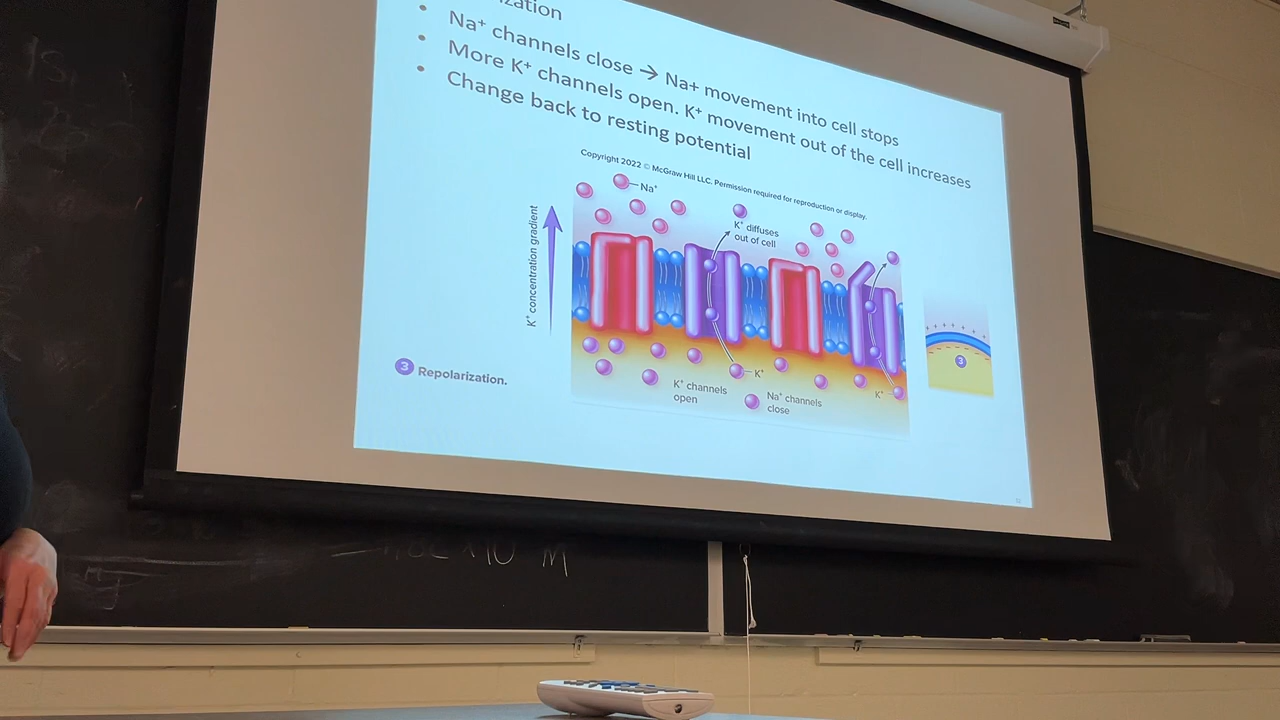 ization
Na⁺ channels close → Na+ movement into cell stops
More K⁺ channels open. K⁺ movement out of the cell increases
Change back to resting potential
Copyright 2022 © McGraw Hill LLC. Permission required for reproduction or display.
Na⁺
K⁺ diffuses
out of cell
K⁺ concentration gradient
3
3 Repolarization.
K⁺
K⁺
K⁺ channels
open
Na⁺ channels
close
M